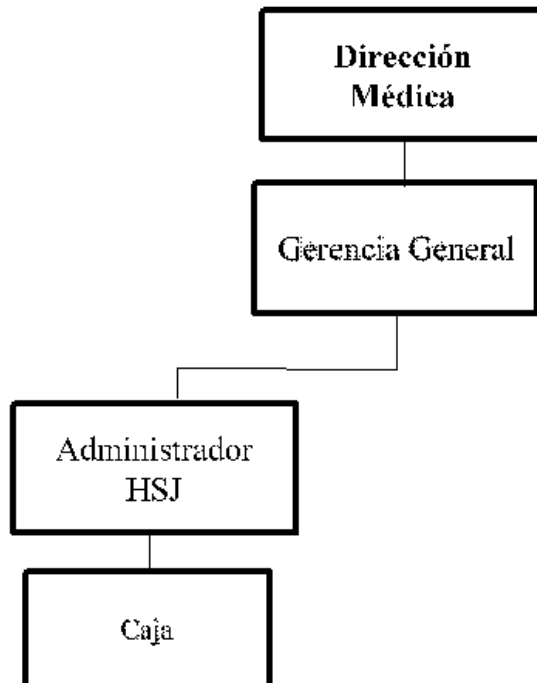 Dirección
Médica
Gerencia General
Administrador
HSJ
Caja